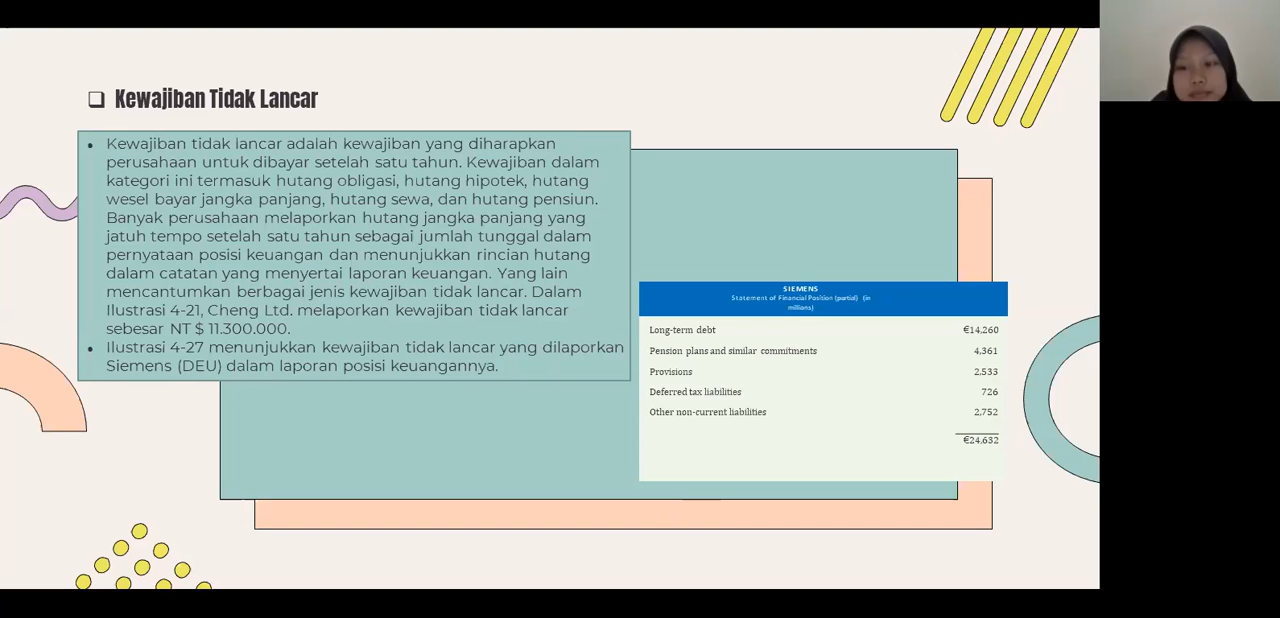 Kewajiban Tidak Lancar
Kewajiban tidak lancar adalah kewajiban yang diharapkan
perusahaan untuk dibayar setelah satu tahun. Kewajiban dalam
kategori ini termasuk hutang obligasi, hutang hipotek, hutang
wesel bayar jangka panjang, hutang sewa, dan hutang pensiun.
Banyak perusahaan melaporkan hutang jangka panjang yang
jatuh tempo setelah satu tahun sebagai jumlah tunggal dalam
pernyataan posisi keuangan dan menunjukkan rincian hutang
dalam catatan yang menyertai laporan keuangan. Yang lain
mencantumkan berbagai jenis kewajiban tidak lancar. Dalam
Ilustrasi 4-21, Cheng Ltd. melaporkan kewajiban tidak lancar
sebesar NT $ 11.300.000.
Ilustrasi 4-27 menunjukkan kewajiban tidak lancar yang dilaporkan
Siemens (DEU) dalam laporan posisi keuangannya.
SIEMENS
Statement of Financial Position (partial) (in
millions)
Long-term debt €14,260
Pension plans and similar commitments 4,361
Provisions 2,533
Deferred tax liabilities 726
Other non-current liabilities 2,752
€24,632